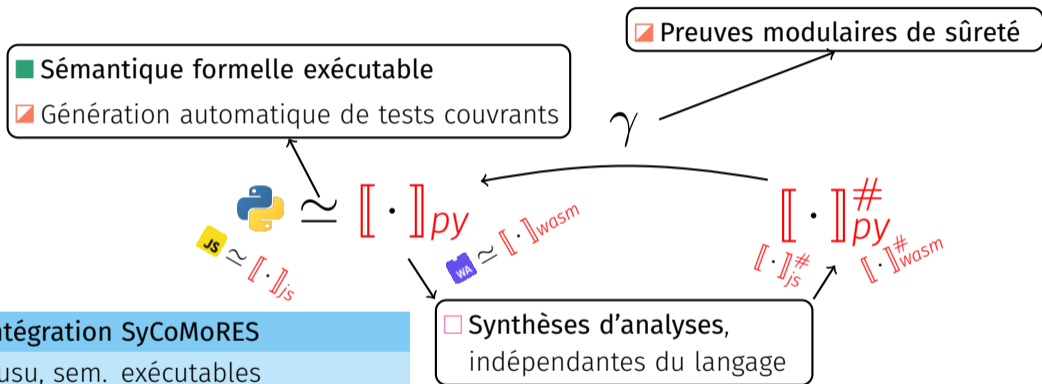 Preuves modulaires de sûreté
Sémantique formelle exécutable
Génération automatique de tests couvrants
γ
≃ ⟦ · ⟧py
⟦ · ⟧#py
JS ≃ ⟦ · ⟧js
WA ≃ ⟦ · ⟧wasm
⟦ · ⟧#js
⟦ · ⟧#wasm
Synthèses d'analyses,
indépendantes du langage
ntégration SyCoMoRES
usu, sem. exécutables